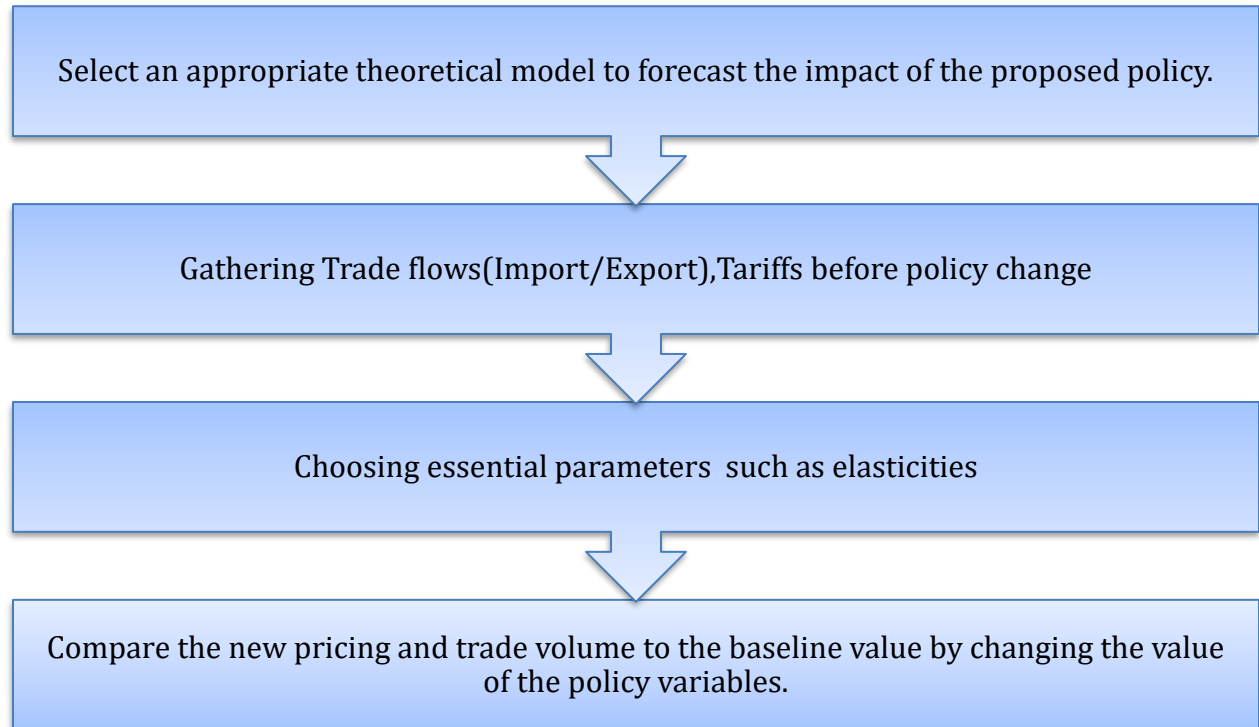 Select an appropriate theoretical model to forecast the impact of the proposed policy.
Gathering Trade flows(Import/Export),Tariffs before policy change
Choosing essential parameters  such as elasticities
Compare the new pricing and trade volume to the baseline value by changing the value
of the policy variables.